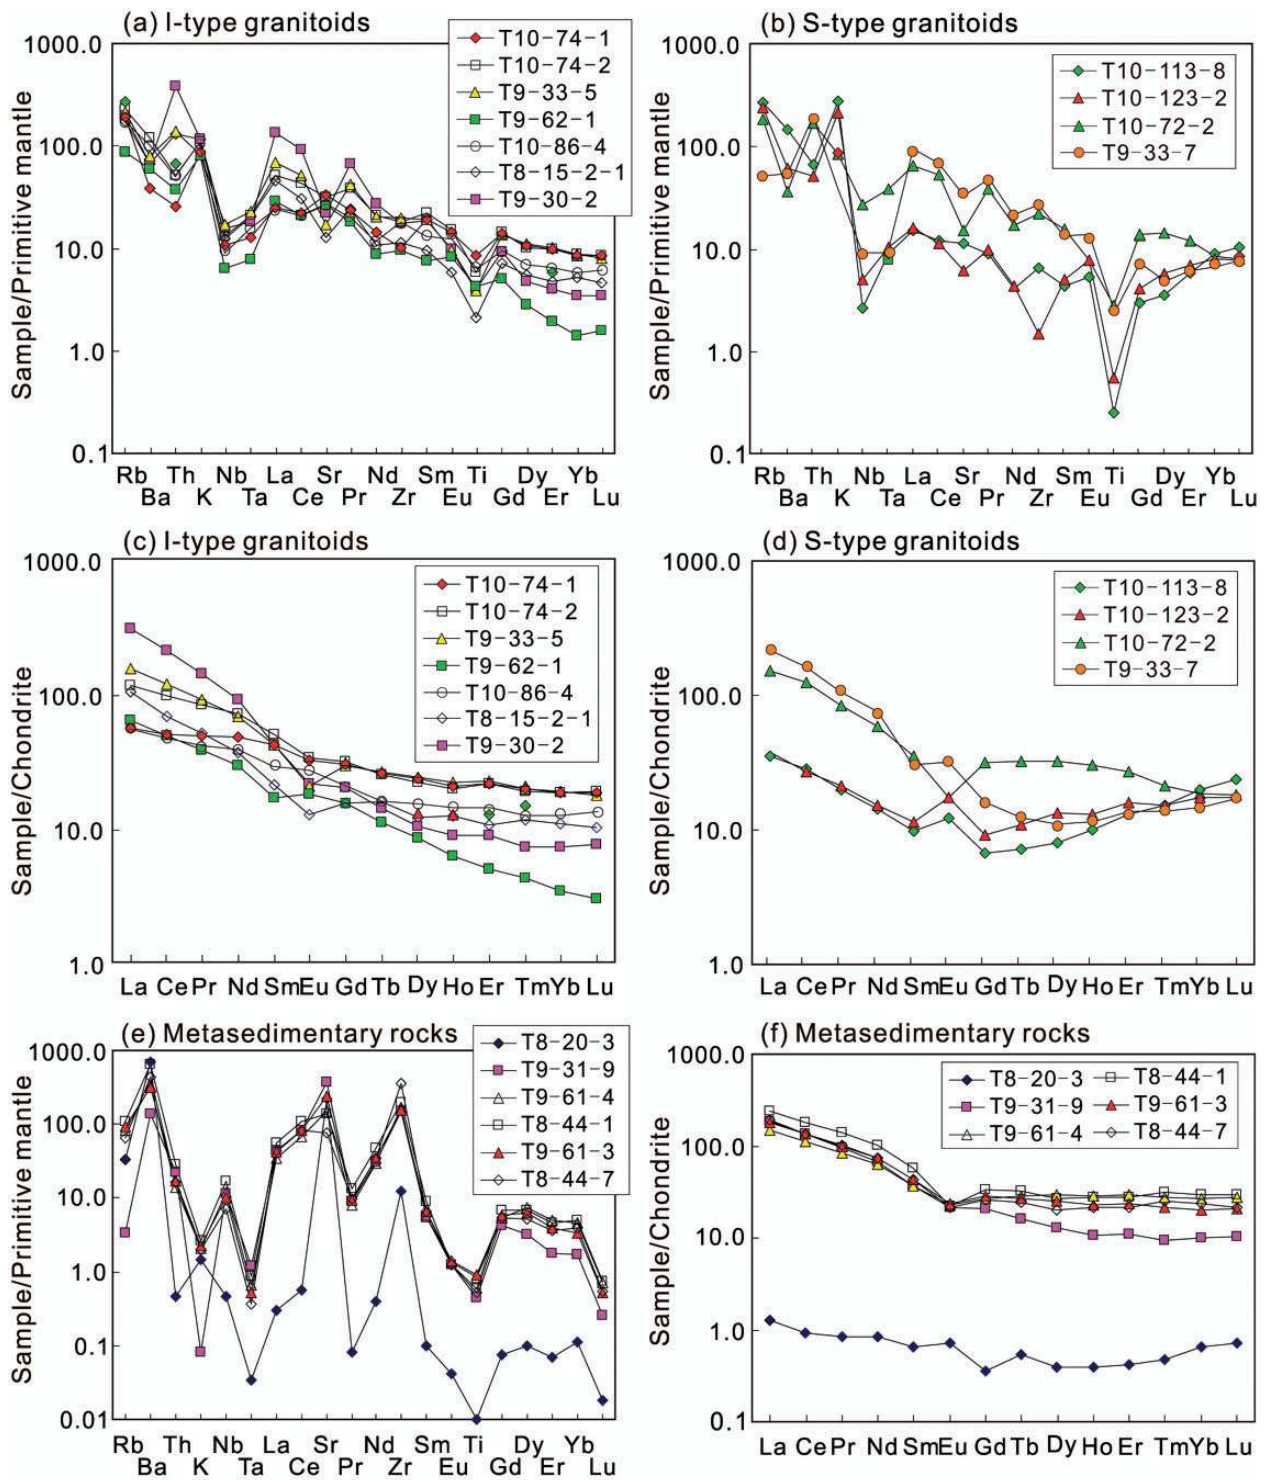 (a) I-type granitoids
1000.0
100.0
10.0
1.0
0.1
Sample/Primitive mantle
T10-74-1
T10-74-2
T9-33-5
T9-62-1
T10-86-4
T8-15-2-1
T9-30-2
Rb Th Nb La Sr Nd Sm Ti Dy Yb
Ba K Ta Ce Pr Zr Eu Gd Er Lu
(b) S-type granitoids
1000.0
100.0
10.0
1.0
0.1
Sample/Primitive mantle
T10-113-8
T10-123-2
T10-72-2
T9-33-7
Rb Th Nb La Sr Nd Sm Ti Dy Yb
Ba K Ta Ce Pr Zr Eu Gd Er Lu
(c) I-type granitoids
1000.0
100.0
10.0
1.0
Sample/Chondrite
T10-74-1
T10-74-2
T9-33-5
T9-62-1
T10-86-4
T8-15-2-1
T9-30-2
La Ce Pr Nd Sm Eu Gd Tb Dy Ho Er Tm Yb Lu
(d) S-type granitoids
1000.0
100.0
10.0
1.0
Sample/Chondrite
T10-113-8
T10-123-2
T10-72-2
T9-33-7
La Ce Pr Nd Sm Eu Gd Tb Dy Ho Er Tm Yb Lu
(e) Metasedimentary rocks
1000.0
100.0
10.0
1.0
0.1
0.01
Sample/Primitive mantle
T8-20-3
T9-31-9
T9-61-4
T8-44-1
T9-61-3
T8-44-7
Rb Th Nb La Sr Nd Sm Ti Dy Yb
Ba K Ta Ce Pr Zr Eu Gd Er Lu
(f) Metasedimentary rocks
1000.0
100.0
10.0
1.0
0.1
Sample/Chondrite
T8-20-3 T8-44-1
T9-31-9 T9-61-3
T9-61-4 T8-44-7
La Ce Pr Nd Sm Eu Gd Tb Dy Ho Er Tm Yb Lu